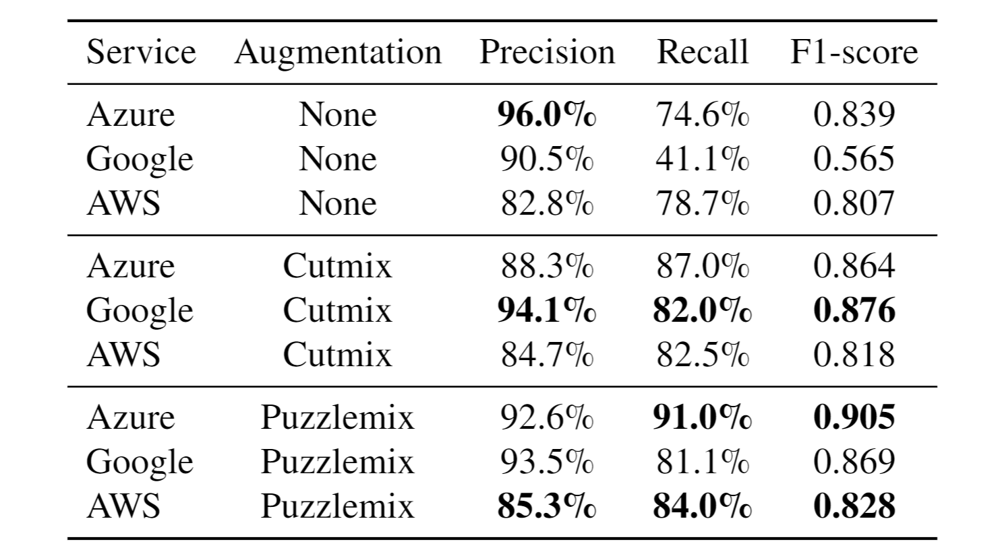 Service Augmentation Precision Recall F1-score
Azure None 96.0% 74.6% 0.839
Google None 90.5% 41.1% 0.565
AWS None 82.8% 78.7% 0.807
Azure Cutmix 88.3% 87.0% 0.864
Google Cutmix 94.1% 82.0% 0.876
AWS Cutmix 84.7% 82.5% 0.818
Azure Puzzlemix 92.6% 91.0% 0.905
Google Puzzlemix 93.5% 81.1% 0.869
AWS Puzzlemix 85.3% 84.0% 0.828